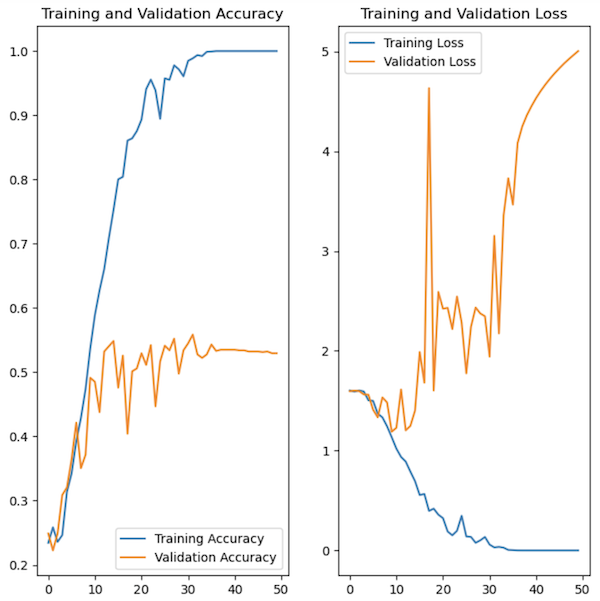 Training and Validation Accuracy
1.0
0.9
0.8
0.7
0.6
0.5
0.4
0.3
0.2
Training Accuracy
Validation Accuracy
0 10 20 30 40 50
Training and Validation Loss
Training Loss
Validation Loss
5
4
3
2
1
0
0 10 20 30 40 50